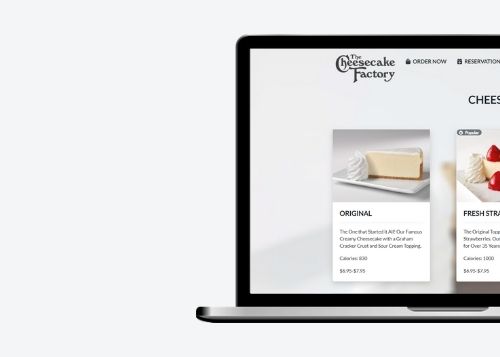 The
Cheesecake
Factory
ORDER NOW
RESERVATION
CHEES
ORIGINAL
The One that Started It All! Our Famous
Creamy Cheesecake with a Graham
Cracker Crust and Sour Cream Topping.
Calories: 830
$6.95-$7.95
Popular
FRESH STRA
The Original Topp
Strawberries. Our
for Over 35 Years
Calories: 1000
$6.95-$7.95